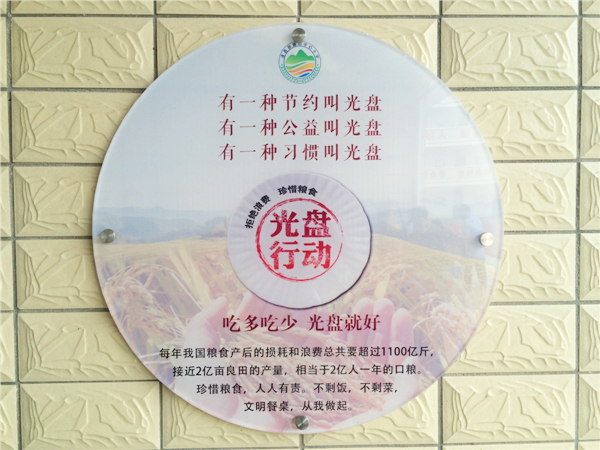 有一种节约叫光盘
有一种公益叫光盘
有一种习惯叫光盘
拒绝浪费 珍惜粮食
光盘
行动
吃多吃少 光盘就好
每年我国粮食产后的损耗和浪费总共要超过1100亿斤，
接近2亿亩良田的产量，相当于2亿人一年的口粮。
珍惜粮食，人人有责。不剩饭，不剩菜，
文明餐桌，从我做起。